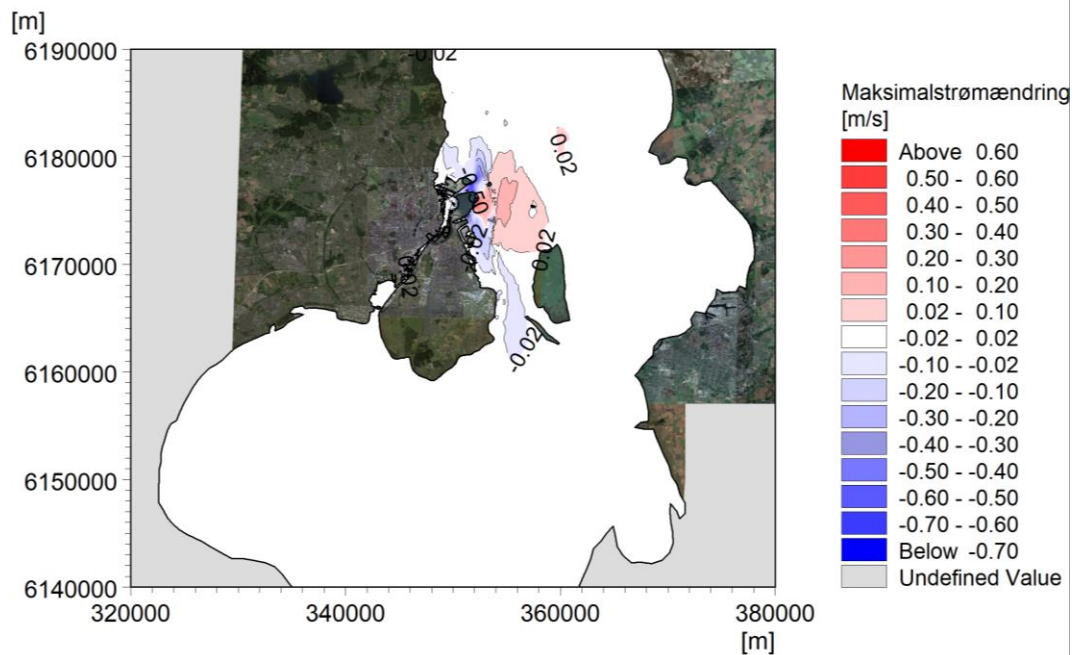 [m]
6190000
6180000
6170000
6160000
6150000
6140000
320000
340000
360000
380000
[m]
-0.02
0.02
-0.50
-0.02
0.02
0.02
-0.02
Maksimalstrømændring
[m/s]
Above 0.60
0.50 - 0.60
0.40 - 0.50
0.30 - 0.40
0.20 - 0.30
0.10 - 0.20
0.02 - 0.10
-0.02 - 0.02
-0.10 - -0.02
-0.20 - -0.10
-0.30 - -0.20
-0.40 - -0.30
-0.50 - -0.40
-0.60 - -0.50
-0.70 - -0.60
Below -0.70
Undefined Value